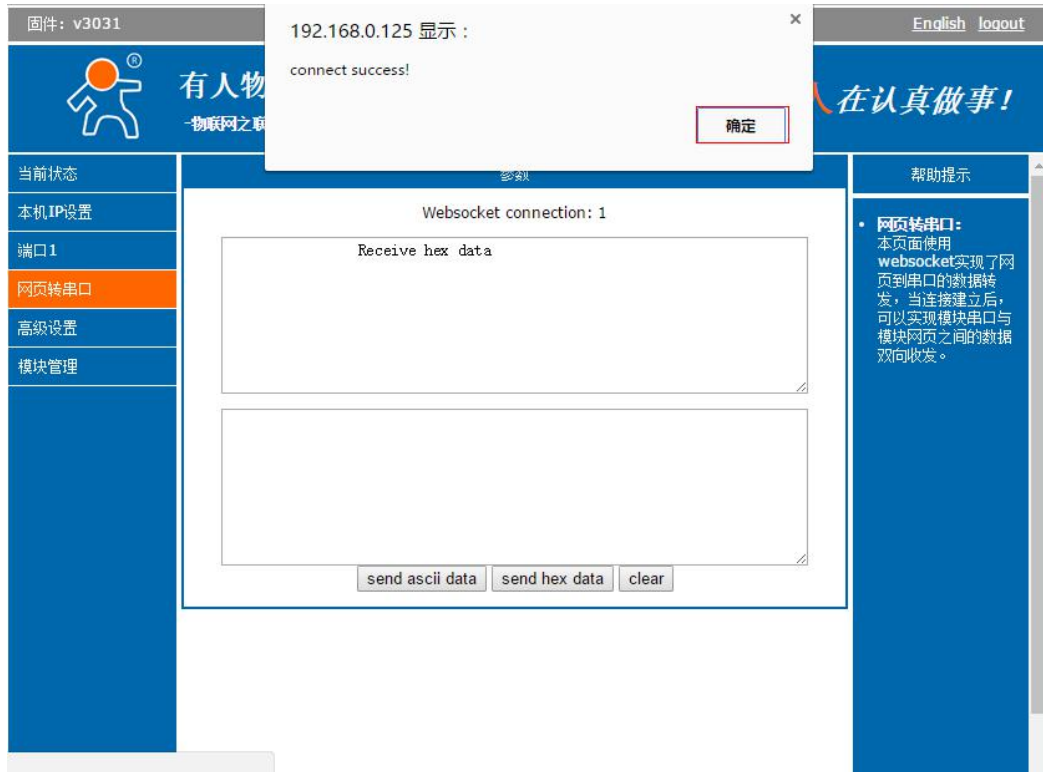 固件：v3031
English logout
192.168.0.125 显示：
×
connect success!
确定
®
有人物
人在认真做事！
-物联网之联
参数
当前状态
本机IP设置
端口1
网页转串口
高级设置
模块管理
Websocket connection: 1
Receive hex data
send ascii data
send hex data
clear
帮助提示
• 网页转串口：
本页面使用
websocket实现了网
页到串口的数据转
发，当连接建立后，
可以实现模块串口与
模块网页之间的数据
双向收发。